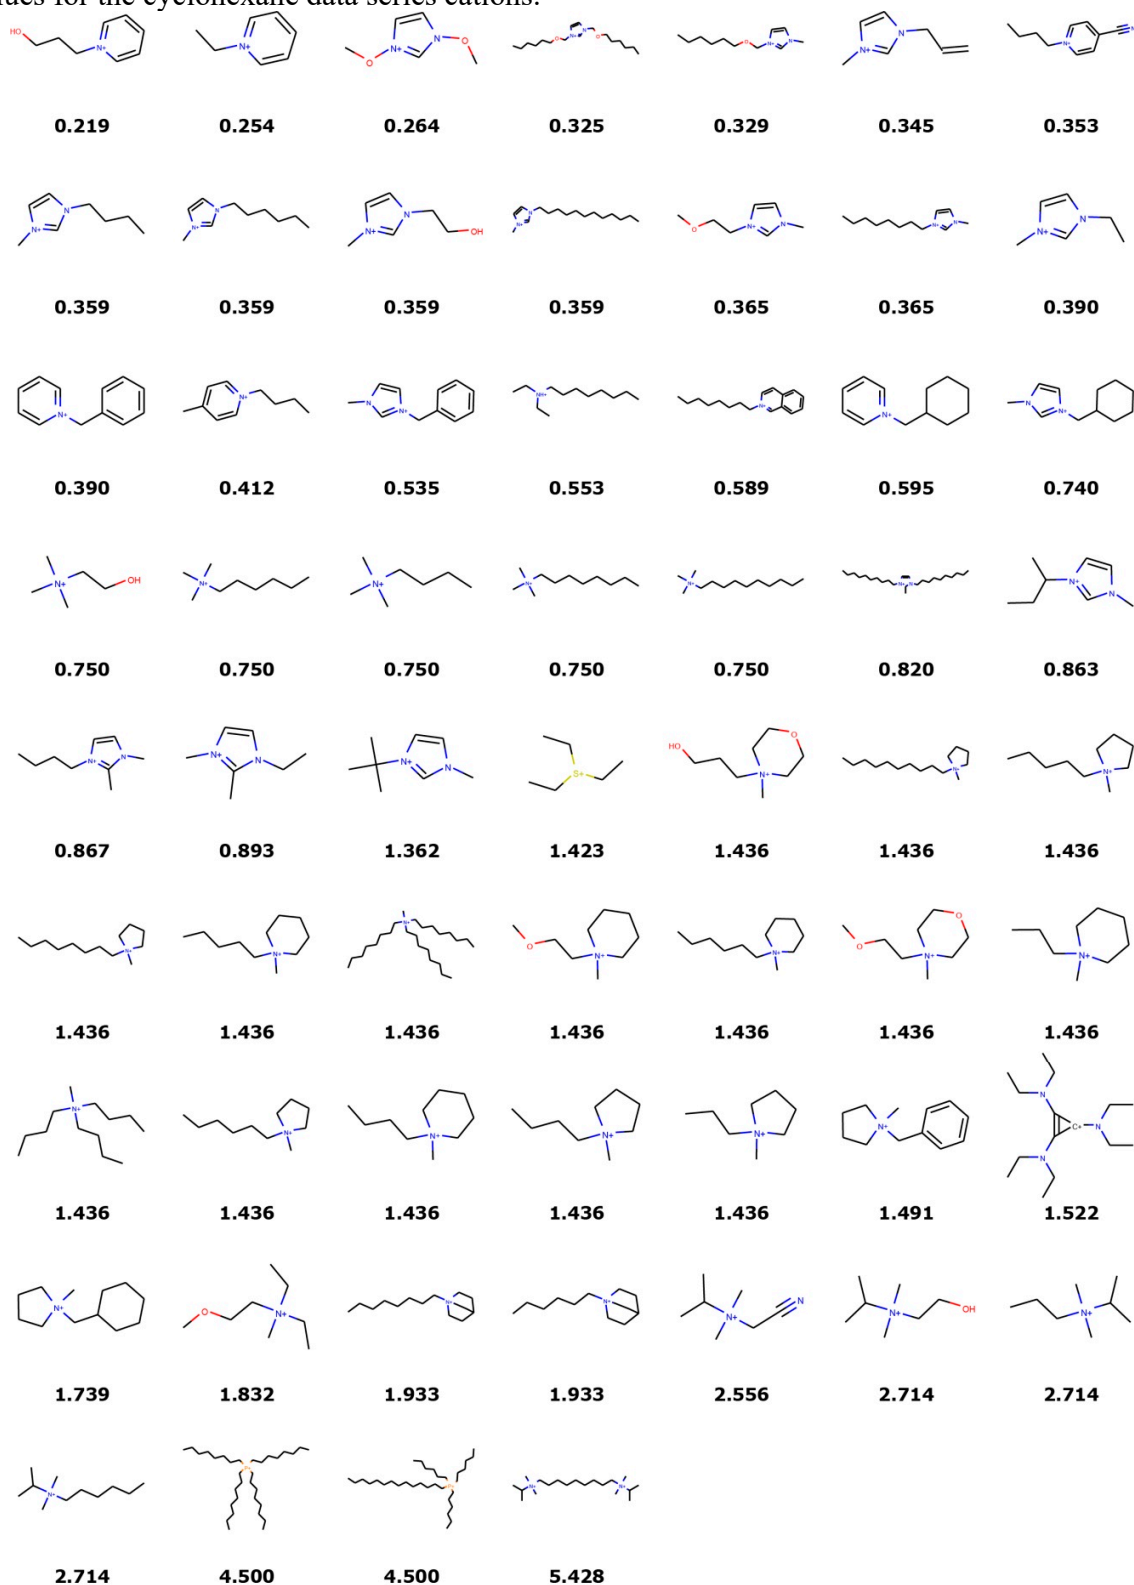 ues for the cyclohexane data series cations.
HO N+ N+ N+ N O O N+ N O O O N+ N N+ N N+ N
0.219 0.254 0.264 0.325 0.329 0.345 0.353
N N+ N N+ N N+ OH N N+ O N+ N N+ N N+ N
0.359 0.359 0.359 0.359 0.365 0.365 0.390
N+ N+ N N+ NH+ N+ N+ N N+
0.390 0.412 0.535 0.553 0.589 0.595 0.740
N+ OH N+ N+ N+ N+ N+ N N+ N
0.750 0.750 0.750 0.750 0.750 0.820 0.863
N+ N N+ N N+ N S+ HO N+ O N+ N+
0.867 0.893 1.362 1.423 1.436 1.436 1.436
N+ N+ N+ O N+ N+ O N+ O N+
1.436 1.436 1.436 1.436 1.436 1.436 1.436
N+ N+ N+ N+ N+ N+ N C+ N N
1.436 1.436 1.436 1.436 1.436 1.491 1.522
N+ O N+ N+ N+ N+ N N+ OH N+
1.739 1.832 1.933 1.933 2.556 2.714 2.714
N+ P+ P+ N+ N+
2.714 4.500 4.500 5.428